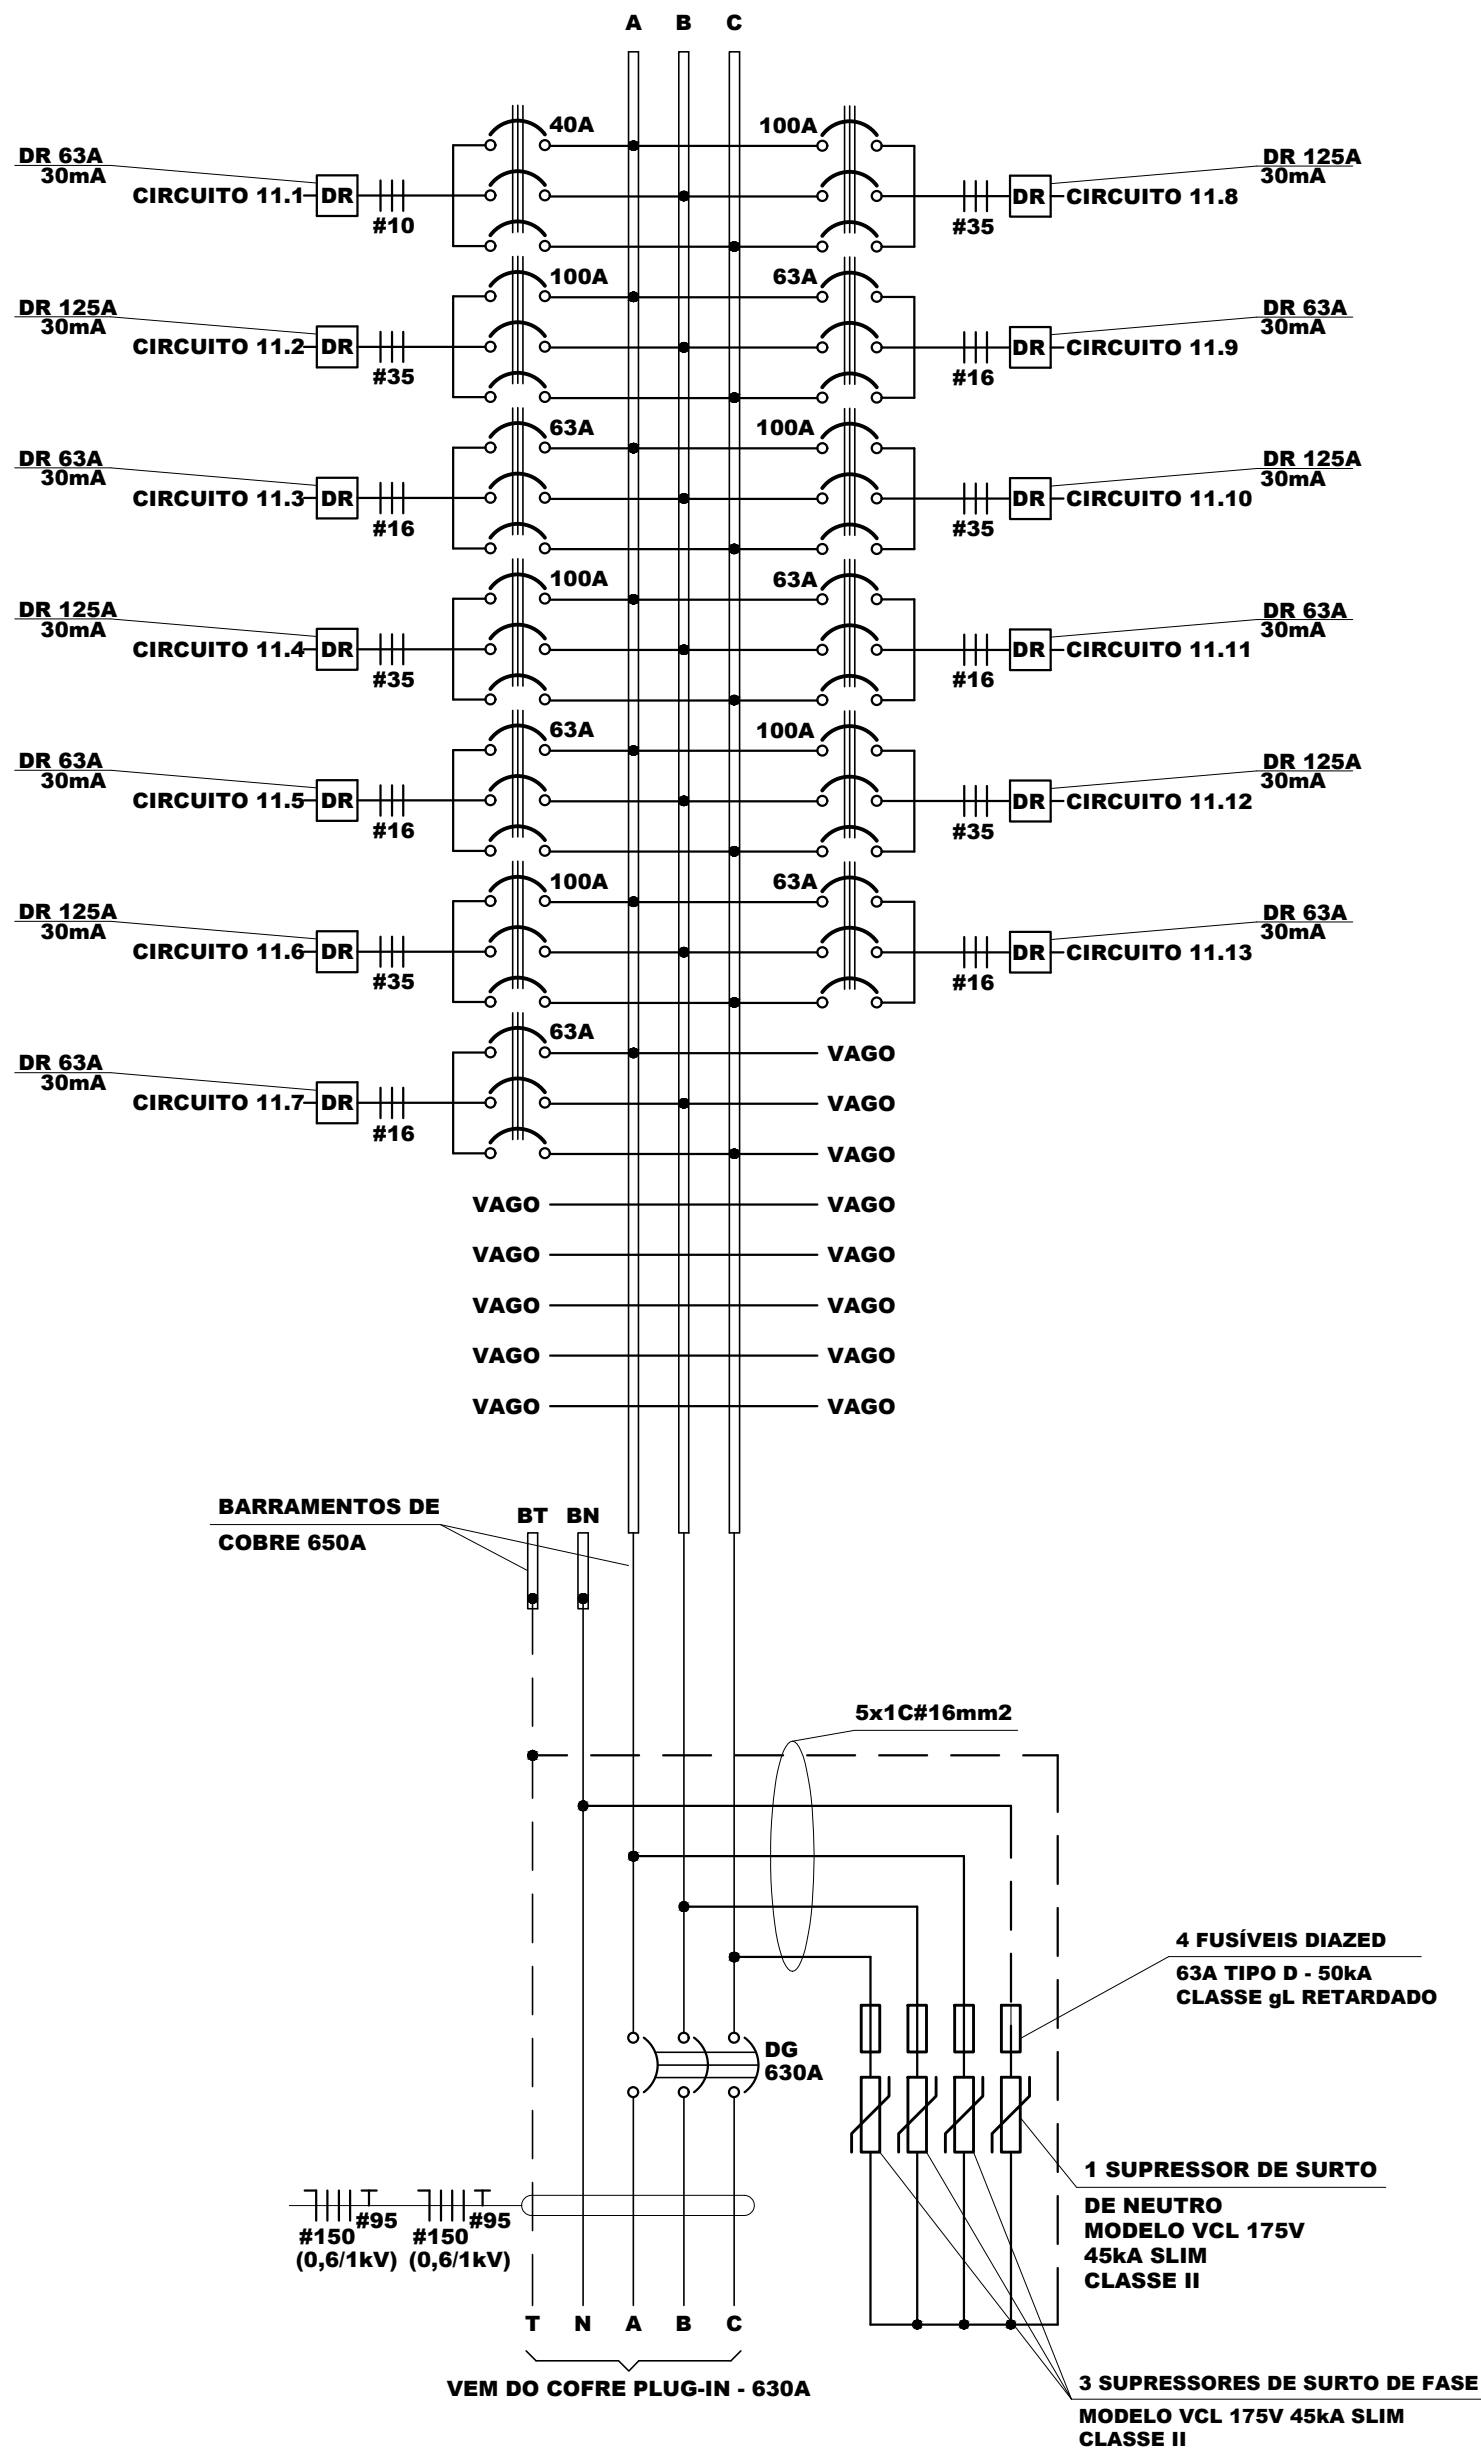 A B C
40A 100A
DR 63A
30mA
CIRCUITO 11.1 DR
#10
DR 125A
30mA
DR CIRCUITO 11.8
#35
100A 63A
DR 125A
30mA
CIRCUITO 11.2 DR
#35
DR 63A
30mA
DR CIRCUITO 11.9
#16
63A 100A
DR 63A
30mA
CIRCUITO 11.3 DR
#16
DR 125A
30mA
DR CIRCUITO 11.10
#35
100A 63A
DR 125A
30mA
CIRCUITO 11.4 DR
#35
DR 63A
30mA
DR CIRCUITO 11.11
#16
63A 100A
DR 63A
30mA
CIRCUITO 11.5 DR
#16
DR 125A
30mA
DR CIRCUITO 11.12
#35
100A 63A
DR 125A
30mA
CIRCUITO 11.6 DR
#35
DR 63A
30mA
DR CIRCUITO 11.13
#16
63A
DR 63A
30mA
CIRCUITO 11.7 DR
#16
VAGO
VAGO
VAGO
VAGO VAGO
VAGO VAGO
VAGO VAGO
VAGO VAGO
VAGO VAGO
BARRAMENTOS DE
COBRE 650A
BT BN
5x1C#16mm2
4 FUSÍVEIS DIAZED
63A TIPO D - 50kA
CLASSE gL RETARDADO
DG
630A
1 SUPRESSOR DE SURTO
DE NEUTRO
MODELO VCL 175V
45kA SLIM
CLASSE II
#95 #95
#150 #150
(0,6/1kV) (0,6/1kV)
T N A B C
VEM DO COFRE PLUG-IN - 630A
3 SUPRESSORES DE SURTO DE FASE
MODELO VCL 175V 45kA SLIM
CLASSE II